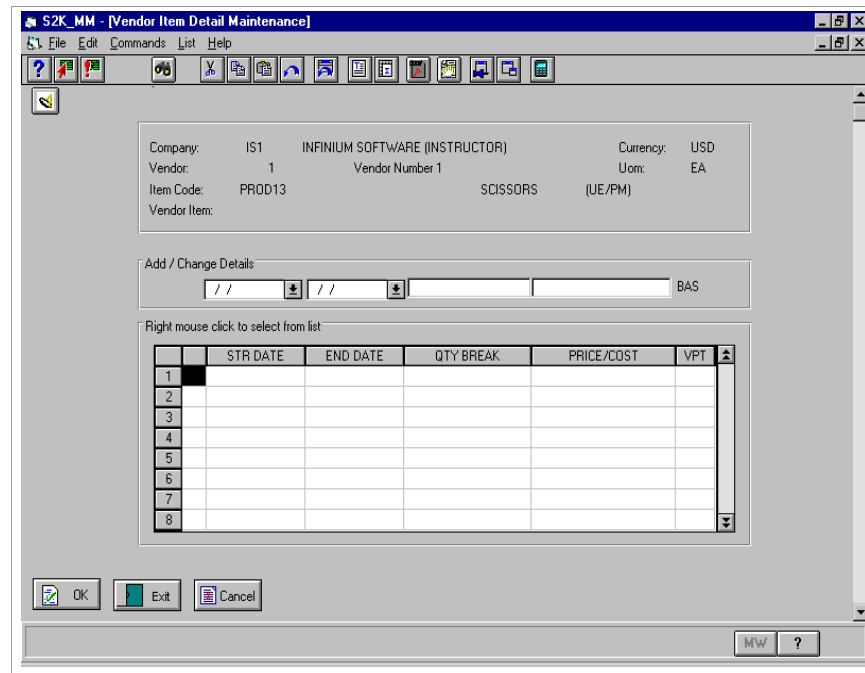 S2K_MM - [Vendor Item Detail Maintenance]
File Edit Commands List Help
Company: IS1 INFINIUM SOFTWARE (INSTRUCTOR) Currency: USD
Vendor: 1 Vendor Number 1 Uom: EA
Item Code: PROD13 SCISSORS (UE/PM)
Vendor Item:
Add / Change Details
/ / / / BAS
Right mouse click to select from list
STR DATE END DATE QTY BREAK PRICE/COST VPT
1
2
3
4
5
6
7
8
OK Exit Cancel
MW ?